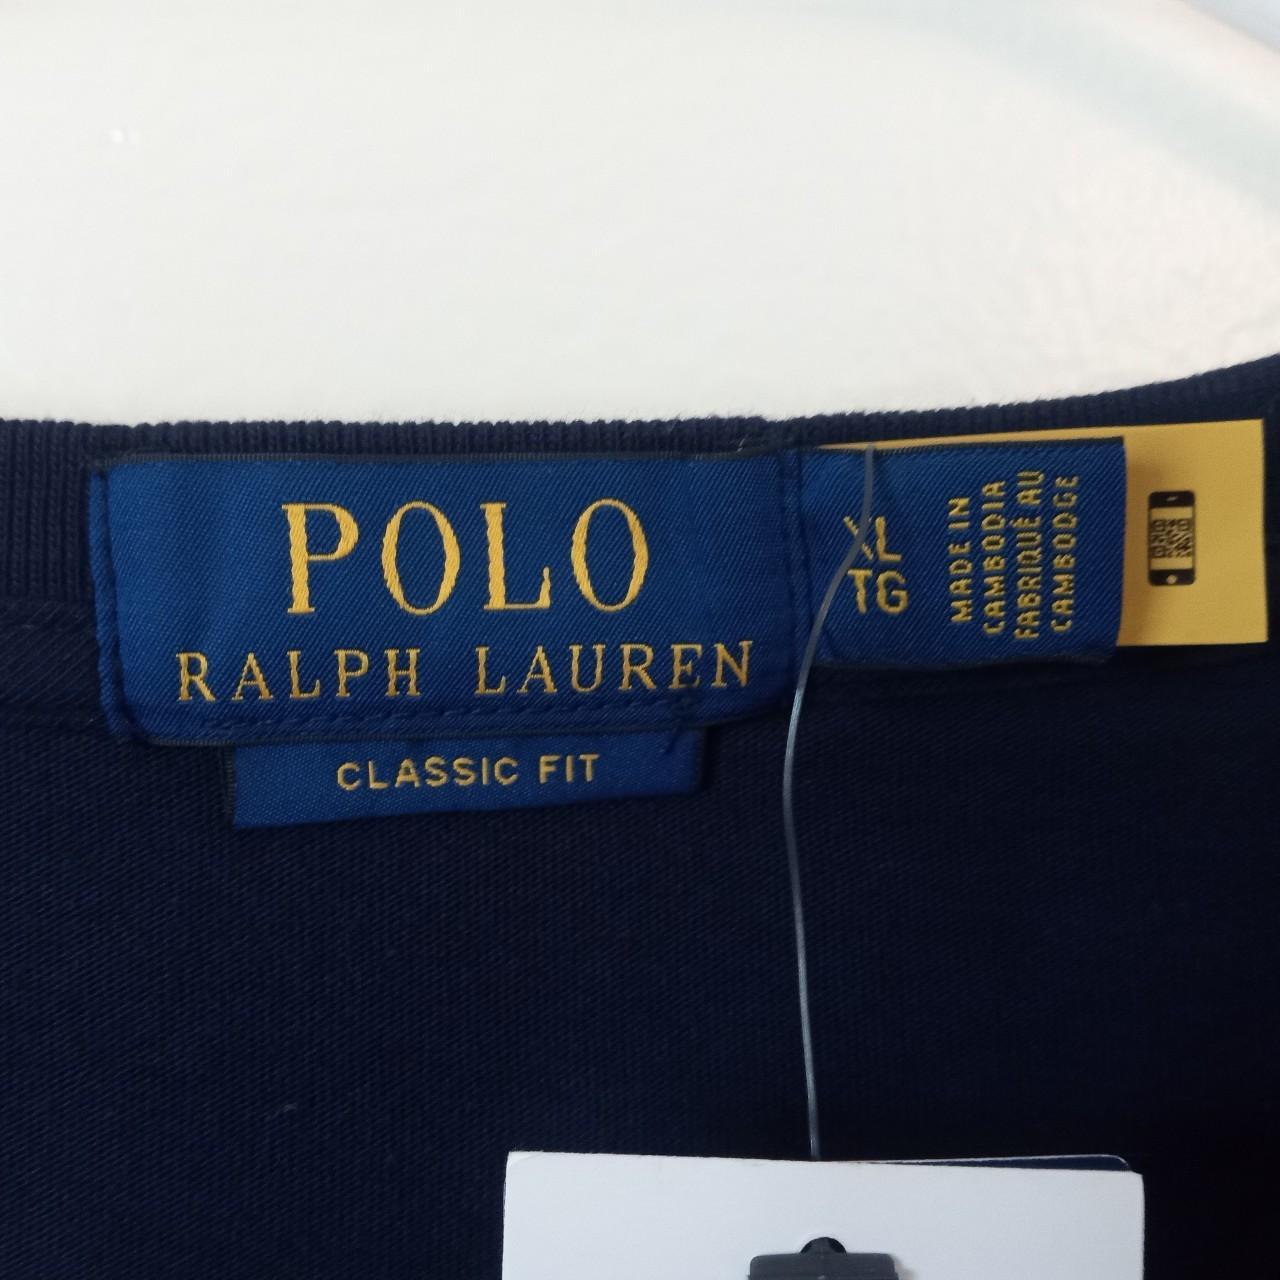 POLO
RALPH LAUREN
CLASSIC FIT
XL
TG
MADE IN
CAMBODIA
FABRIQUÉ AU
CAMBODGE